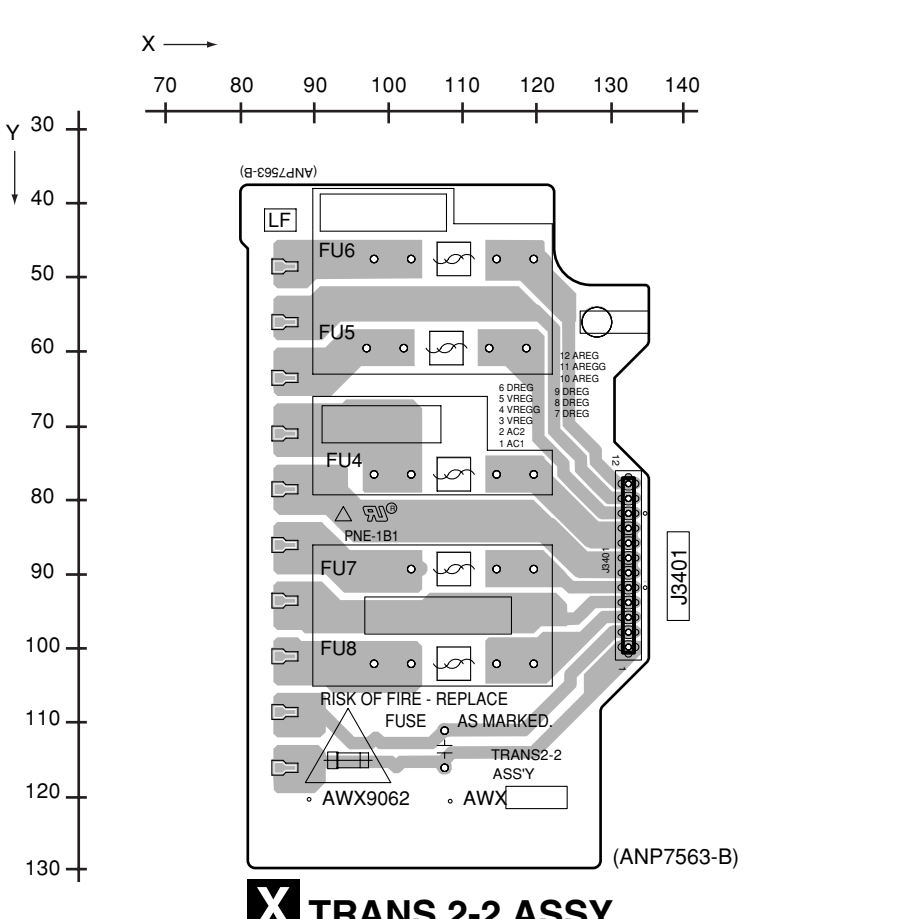 X
70 80 90 100 110 120 130 140
Y
30
40
50
60
70
80
90
100
110
120
130
(ANP7563-B)
LF
FU6
FU5
12 AREG
11 AREGG
10 AREG
9 DREG
8 DREG
7 DREG
6 DREG
5 VREG
4 VREGG
3 VREG
2 AC2
1 AC1
FU4
12
PNE-1B1
J3401
J3401
FU7
FU8
1
RISK OF FIRE - REPLACE
FUSE AS MARKED.
TRANS2-2
ASS'Y
AWX9062
AWX
(ANP7563-B)
X TRANS 2-2 ASSY